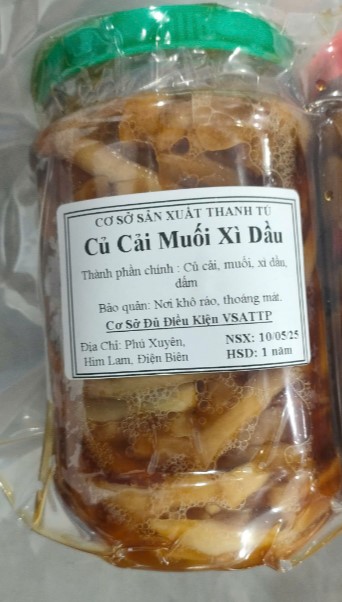 CƠ SỞ SẢN XUẤT THANH TÚ
Củ Cải Muối Xì Dầu
Thành phần chính : Củ cải, muối, xì dầu,
dấm
Bảo quản: Nơi khô ráo, thoáng mát.
Cơ Sở Đủ Điều Kiện VSATTP
Địa Chỉ: Phú Xuyên, NSX: 10/05/25
Him Lam, Điện Biên HSD: 1 năm